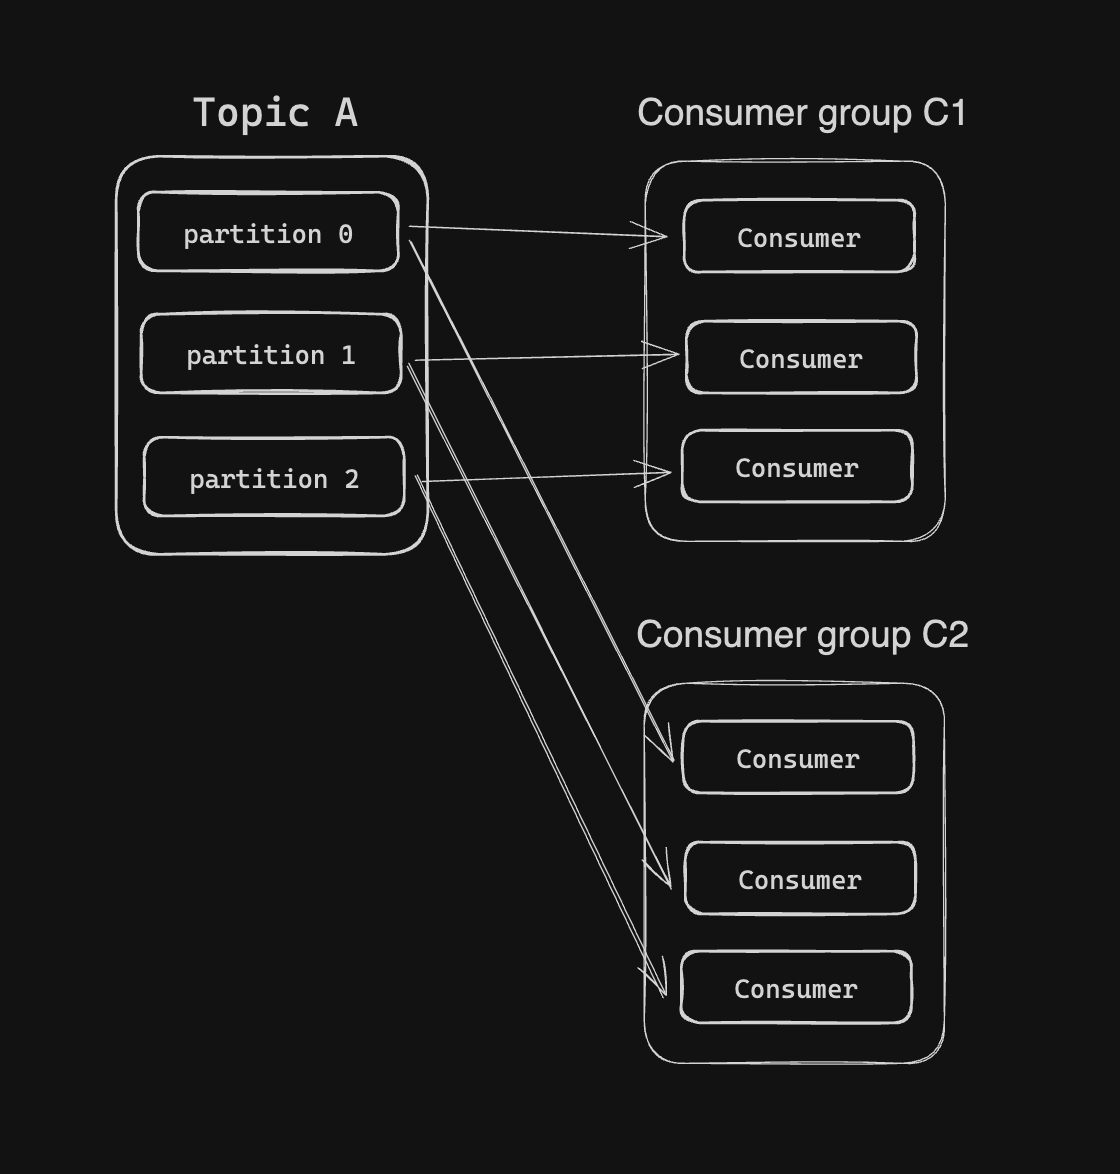 Topic A
partition 0
partition 1
partition 2
Consumer group C1
Consumer
Consumer
Consumer
Consumer group C2
Consumer
Consumer
Consumer